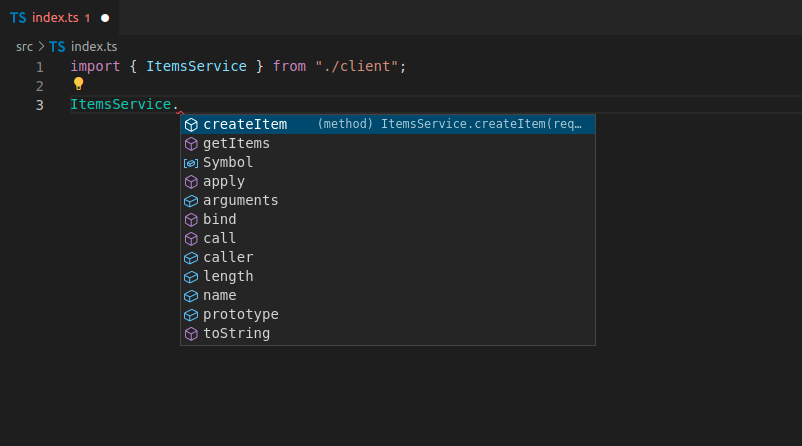 TS index.ts 1
src > TS index.ts
1 import { ItemsService } from "./client";
2
3 ItemsService.
createItem (method) ItemsService.createItem(req…
getItems
Symbol
apply
arguments
bind
call
caller
length
name
prototype
toString